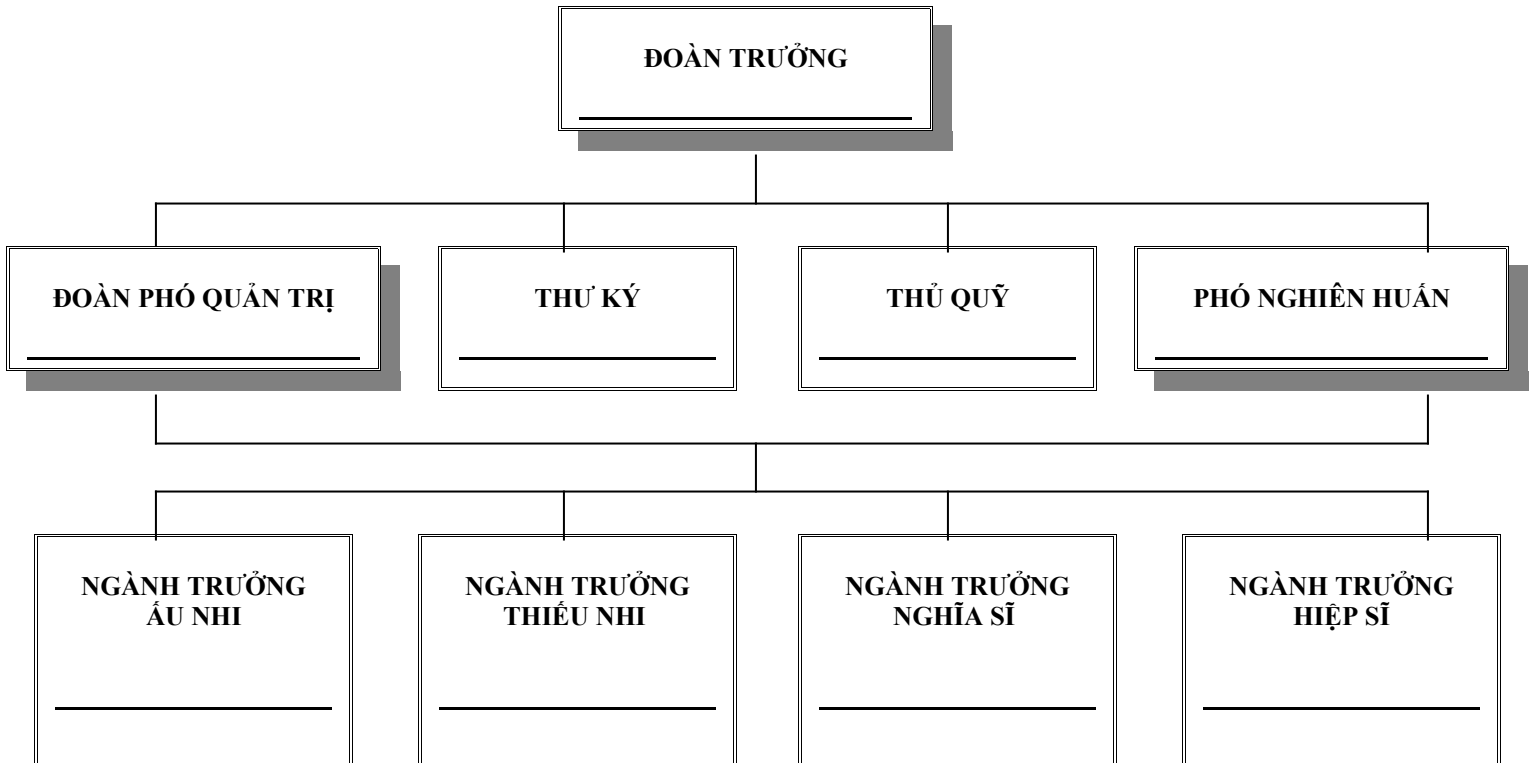 ĐOÀN TRƯỞNG
ĐOÀN PHÓ QUẢN TRỊ
THƯ KÝ
THỦ QUỸ
PHÓ NGHIÊN HUẤN
NGÀNH TRƯỞNG
ẤU NHI
NGÀNH TRƯỞNG
THIẾU NHI
NGÀNH TRƯỞNG
NGHĨA SĨ
NGÀNH TRƯỞNG
HIỆP SĨ